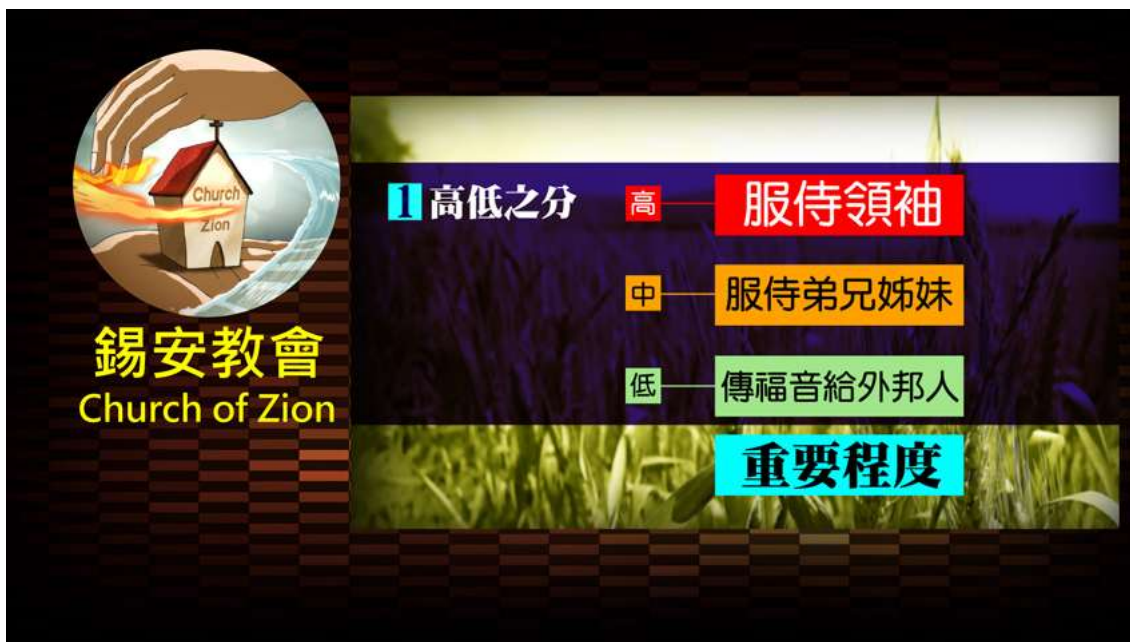 Church
Zion
錫安教會
Church of Zion
1 高低之分
高 服侍領袖
中 服侍弟兄姊妹
低 傳福音給外邦人
重要程度